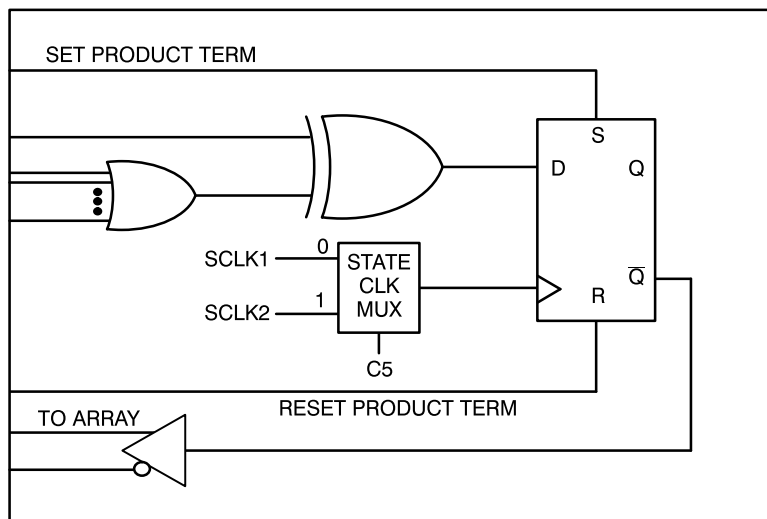 SET PRODUCT TERM
S
D
Q
SCLK1
0
STATE
CLK
MUX
SCLK2
1
Q̅
R
C5
RESET PRODUCT TERM
TO ARRAY